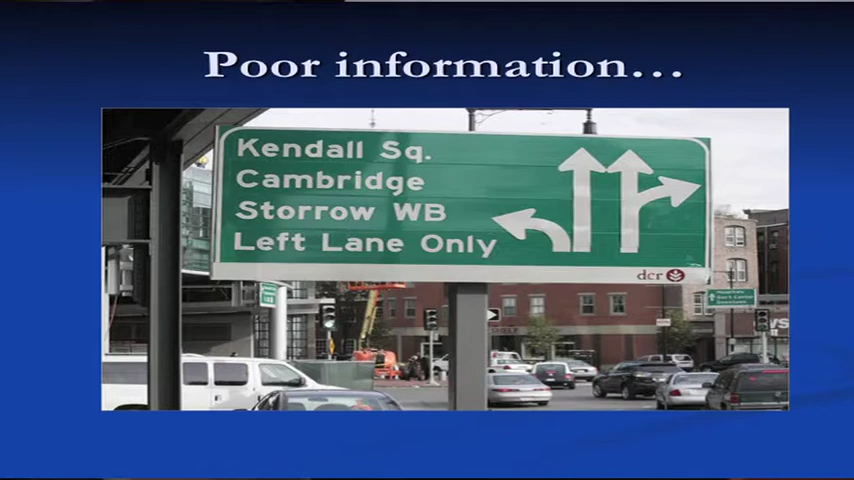 Poor information...
Kendall Sq.
Cambridge
Storrow WB
Left Lane Only
dcr